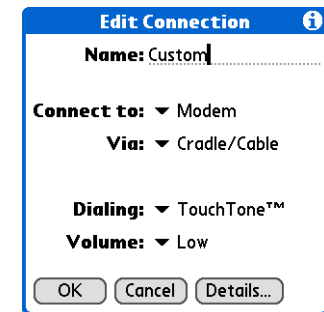 Edit Connection i
Name: Custom
Connect to: Modem
Via: Cradle/Cable
Dialing: TouchTone™
Volume: Low
OK Cancel Details...